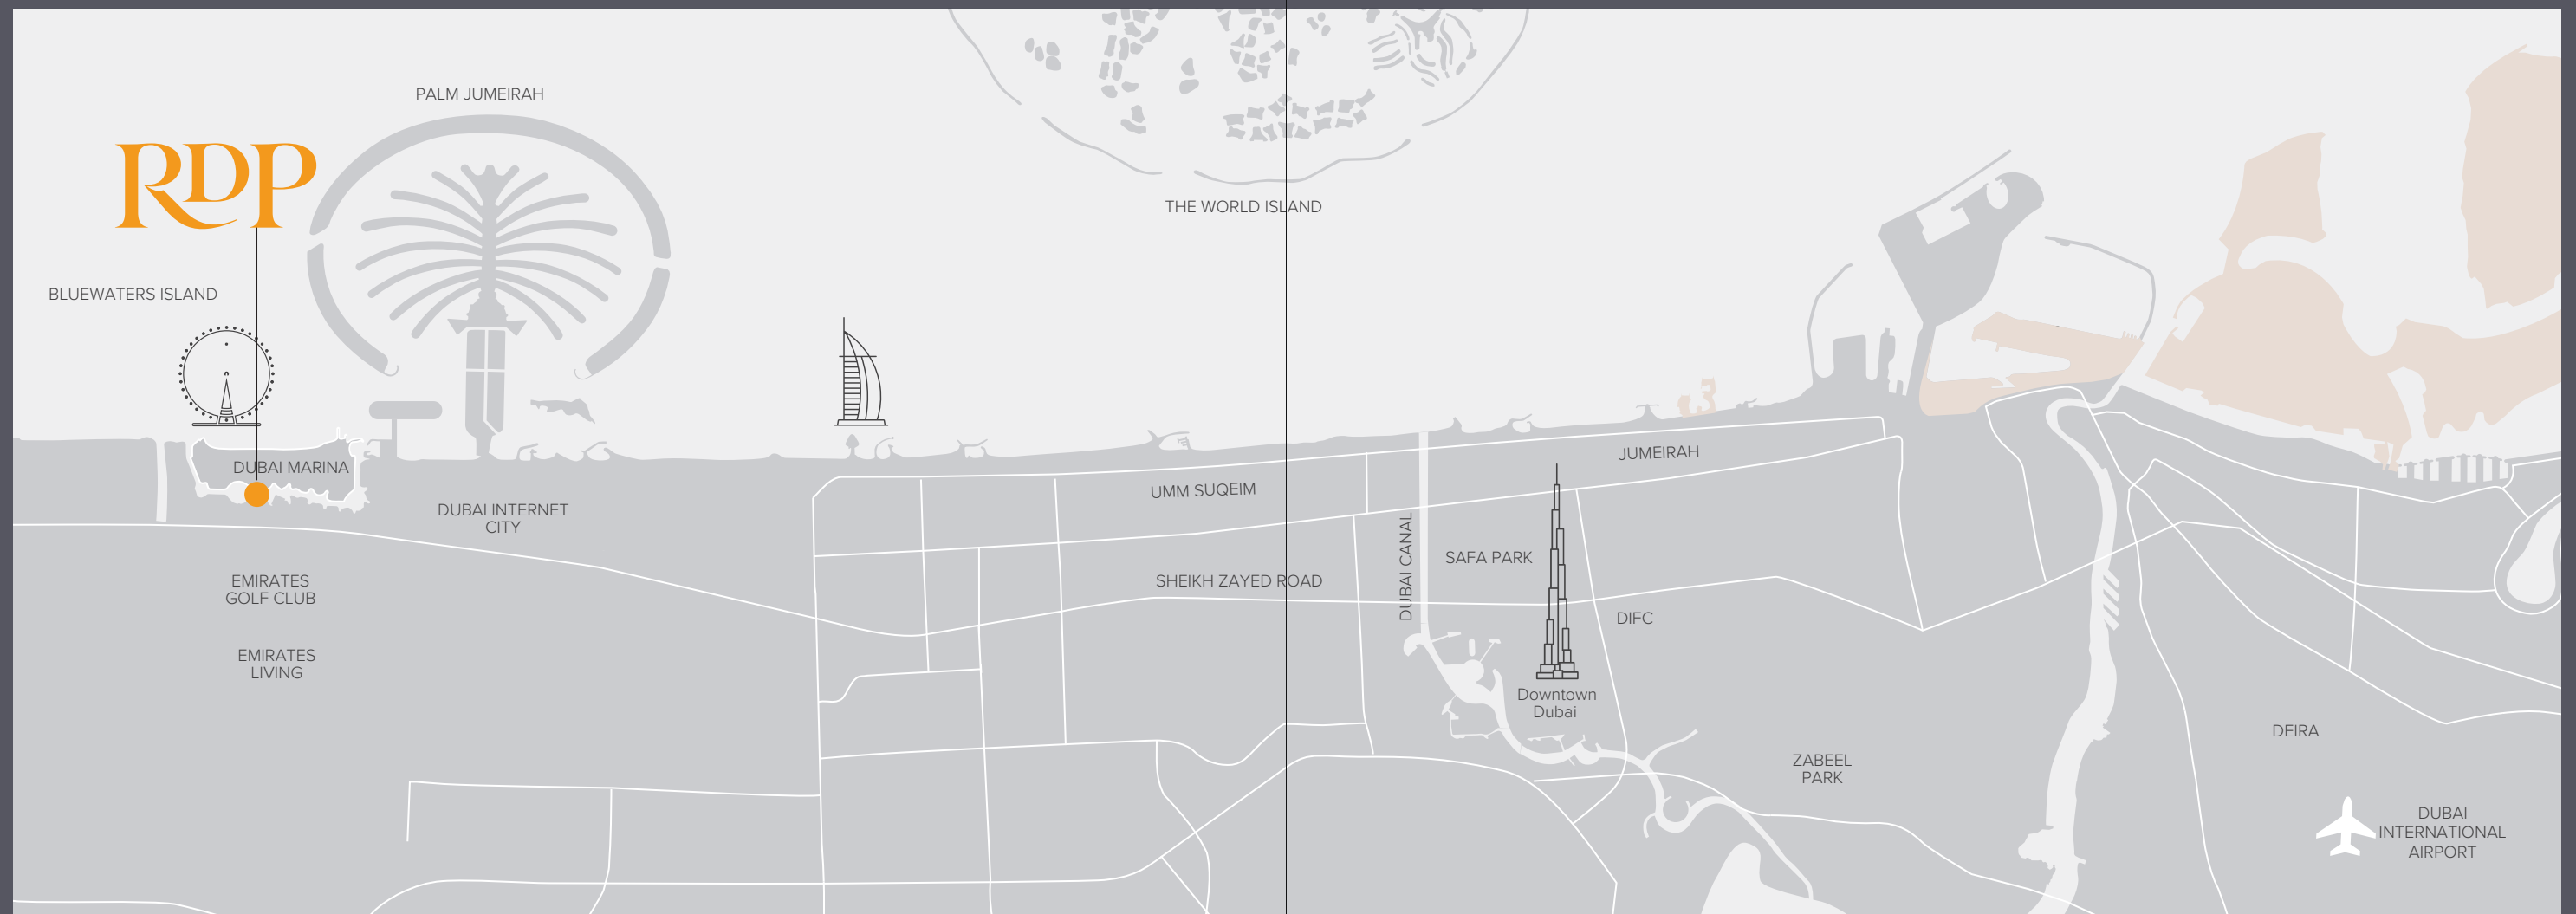 PALM JUMEIRAH
RDP
THE WORLD ISLAND
BLUEWATERS ISLAND
DUBAI MARINA
JUMEIRAH
UMM SUQEIM
DUBAI INTERNET
CITY
DUBAI CANAL
SAFA PARK
SHEIKH ZAYED ROAD
EMIRATES
GOLF CLUB
DIFC
EMIRATES
LIVING
Downtown
Dubai
DEIRA
ZABEEL
PARK
DUBAI
INTERNATIONAL
AIRPORT